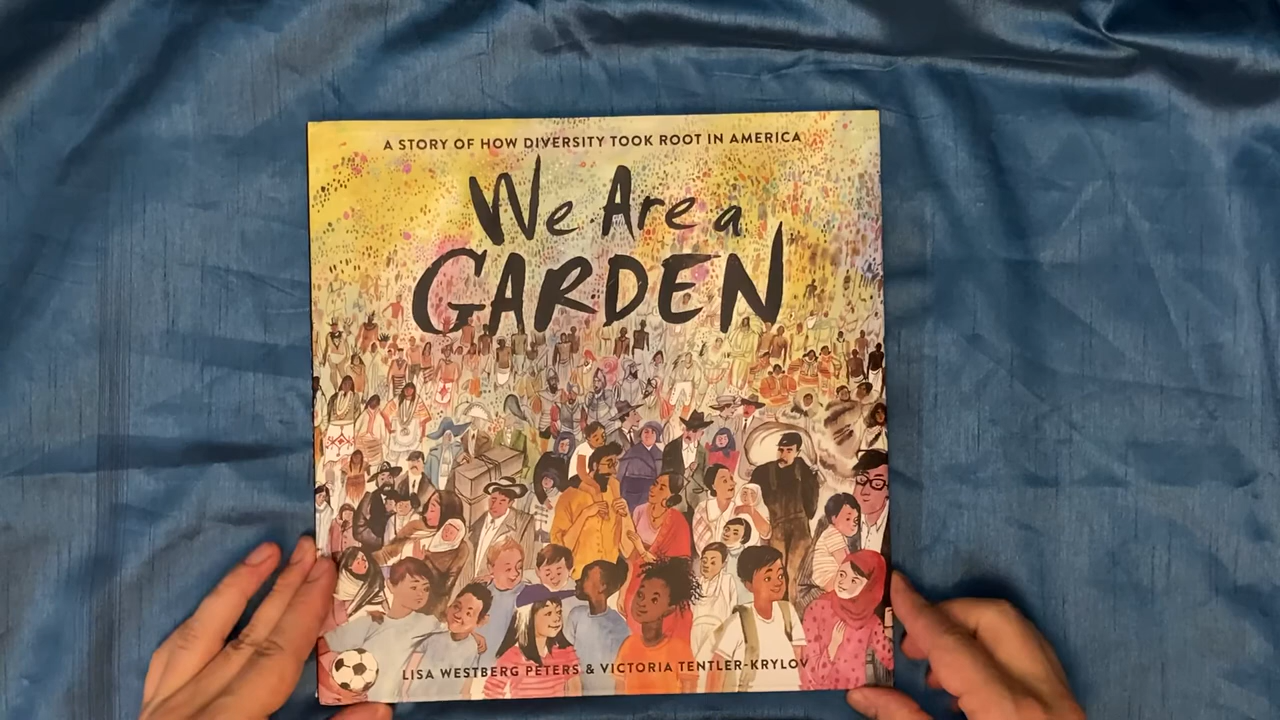 A STORY OF HOW DIVERSITY TOOK ROOT IN AMERICA
We Are a
GARDEN
LISA WESTBERG PETERS & VICTORIA TENTLER-KRYLOV